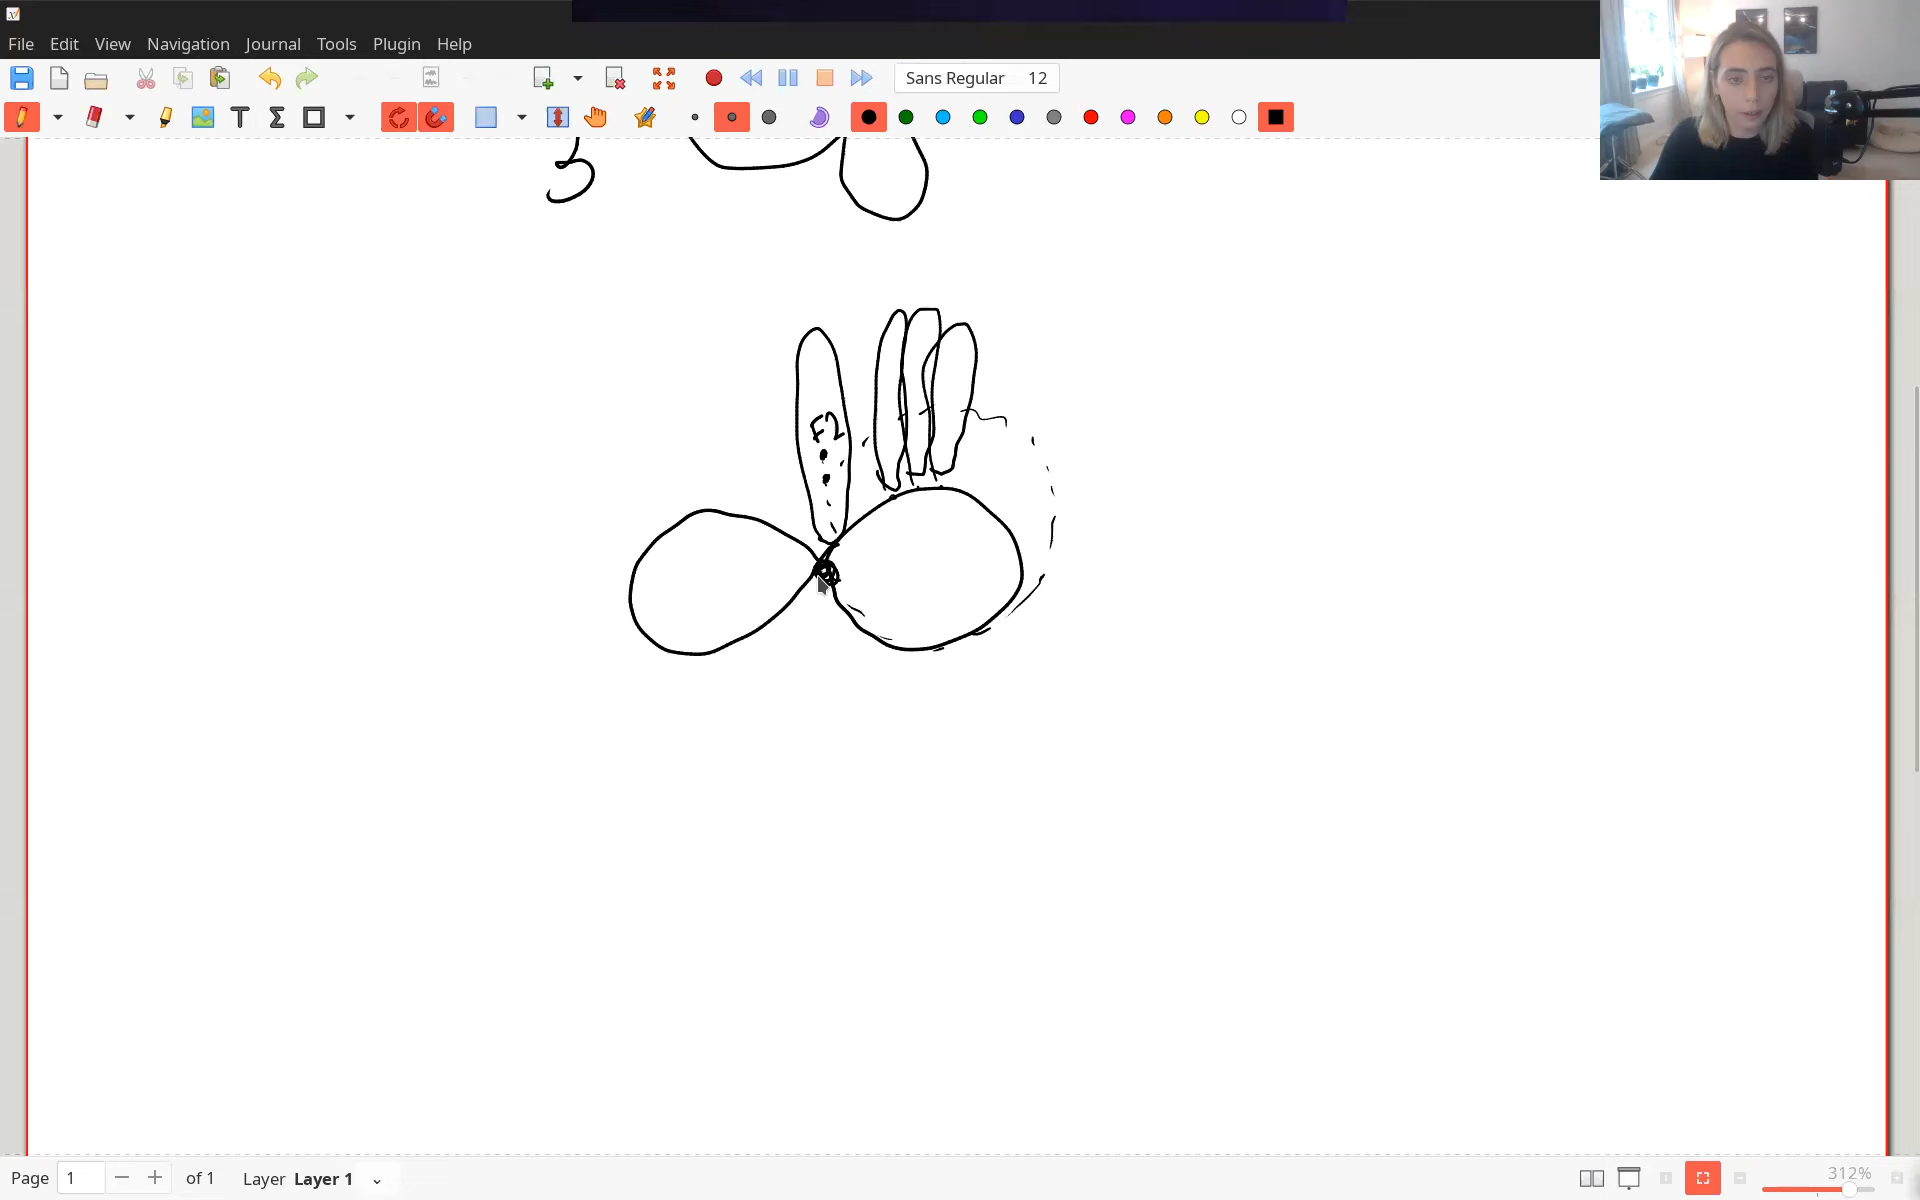 File Edit View Navigation Journal Tools Plugin Help
Sans Regular 12
F2
Page 1 of 1 Layer Layer 1 312%